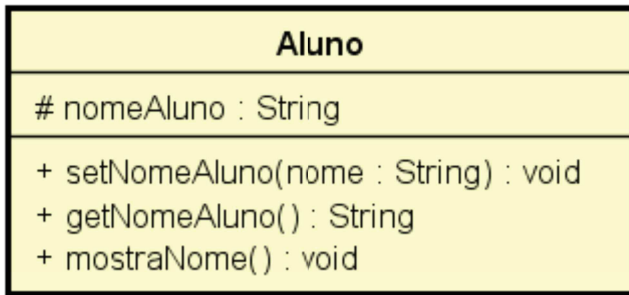 Aluno
# nomeAluno : String
+ setNomeAluno(nome : String) : void
+ getNomeAluno() : String
+ mostraNome() : void